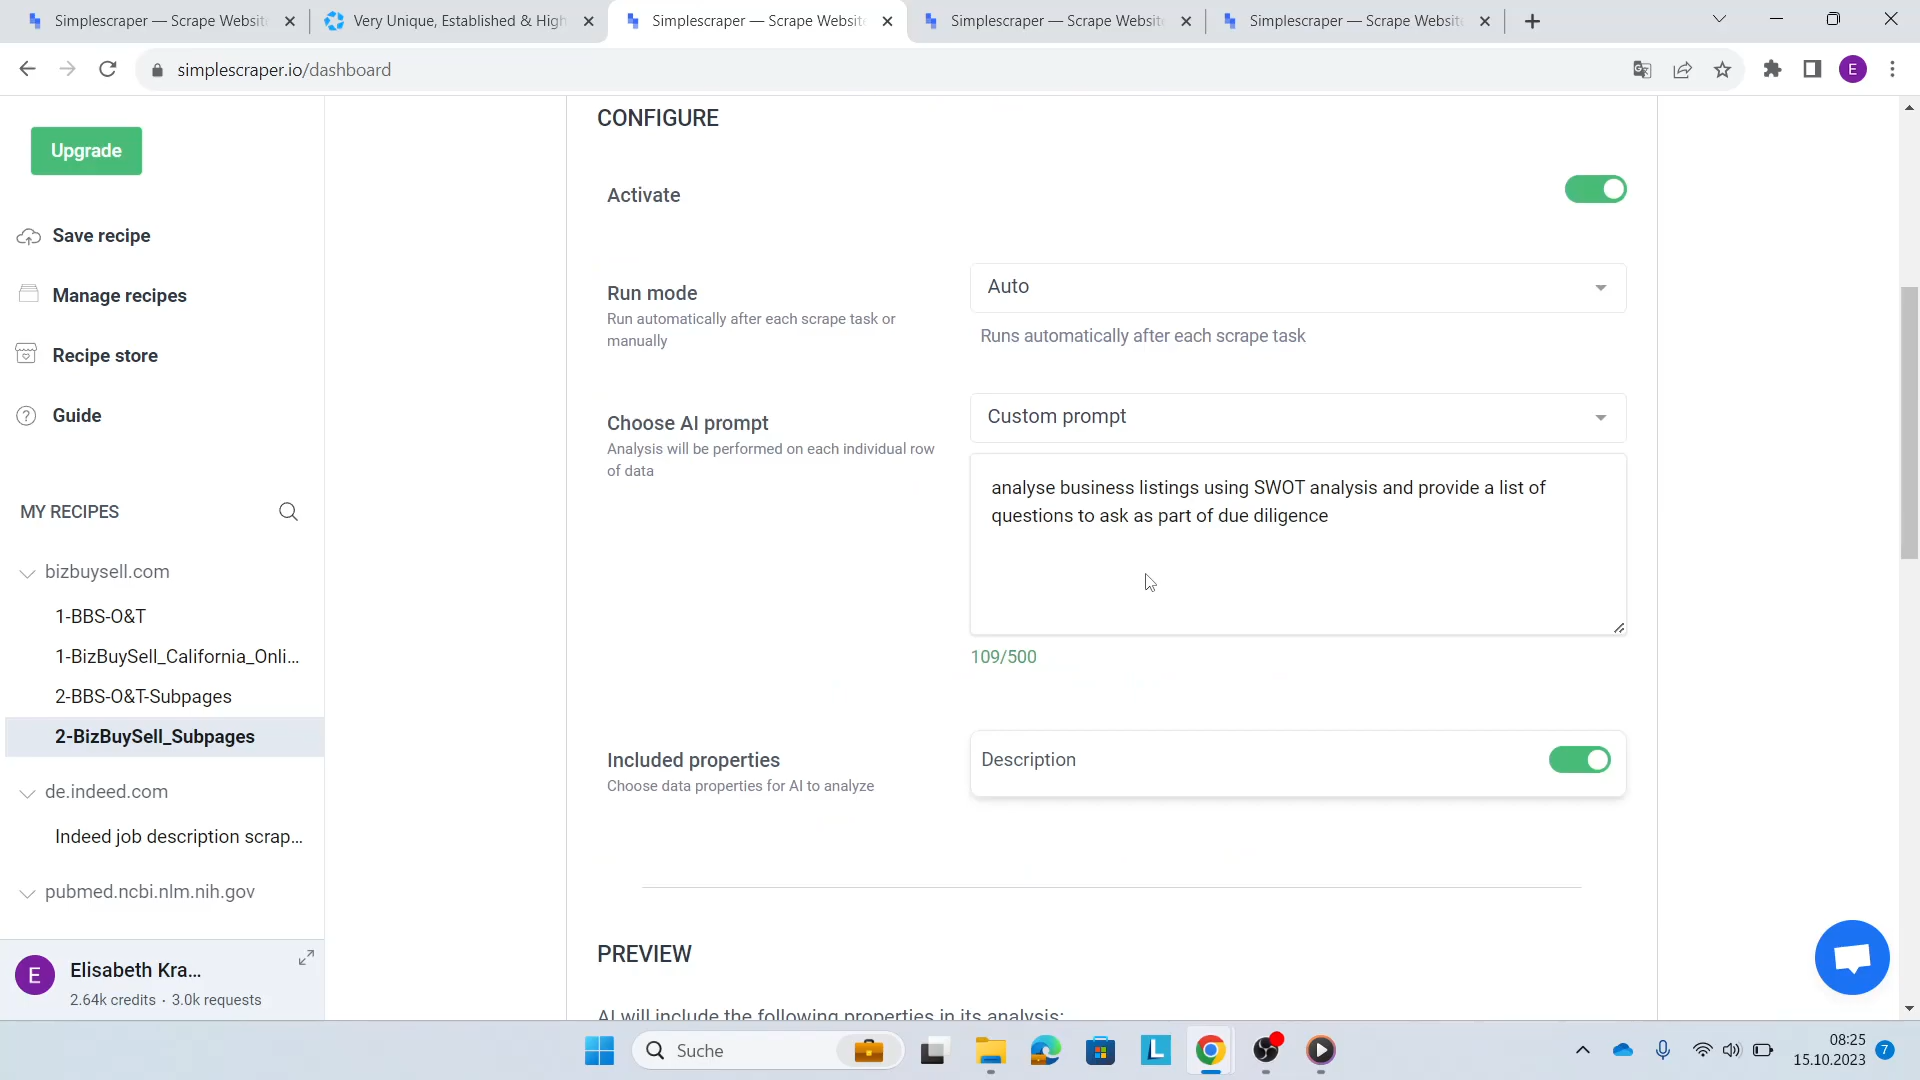 Simplescraper — Scrape Websit
Very Unique, Established & High
Simplescraper — Scrape Websit
Simplescraper — Scrape Websit
Simplescraper — Scrape Websit
simplescraper.io/dashboard
E
Upgrade
Save recipe
Manage recipes
Recipe store
Guide
MY RECIPES
bizbuysell.com
1-BBS-O&T
1-BizBuySell_California_Onli...
2-BBS-O&T-Subpages
2-BizBuySell_Subpages
de.indeed.com
Indeed job description scrap...
pubmed.ncbi.nlm.nih.gov
E
Elisabeth Kra...
2.64k credits · 3.0k requests
CONFIGURE
Activate
Run mode
Run automatically after each scrape task or
manually
Auto
Runs automatically after each scrape task
Choose AI prompt
Analysis will be performed on each individual row
of data
Custom prompt
analyse business listings using SWOT analysis and provide a list of
questions to ask as part of due diligence
109/500
Included properties
Choose data properties for AI to analyze
Description
PREVIEW
AI will include the following properties in its analysis:
Suche
L
08:25
15.10.2023
7